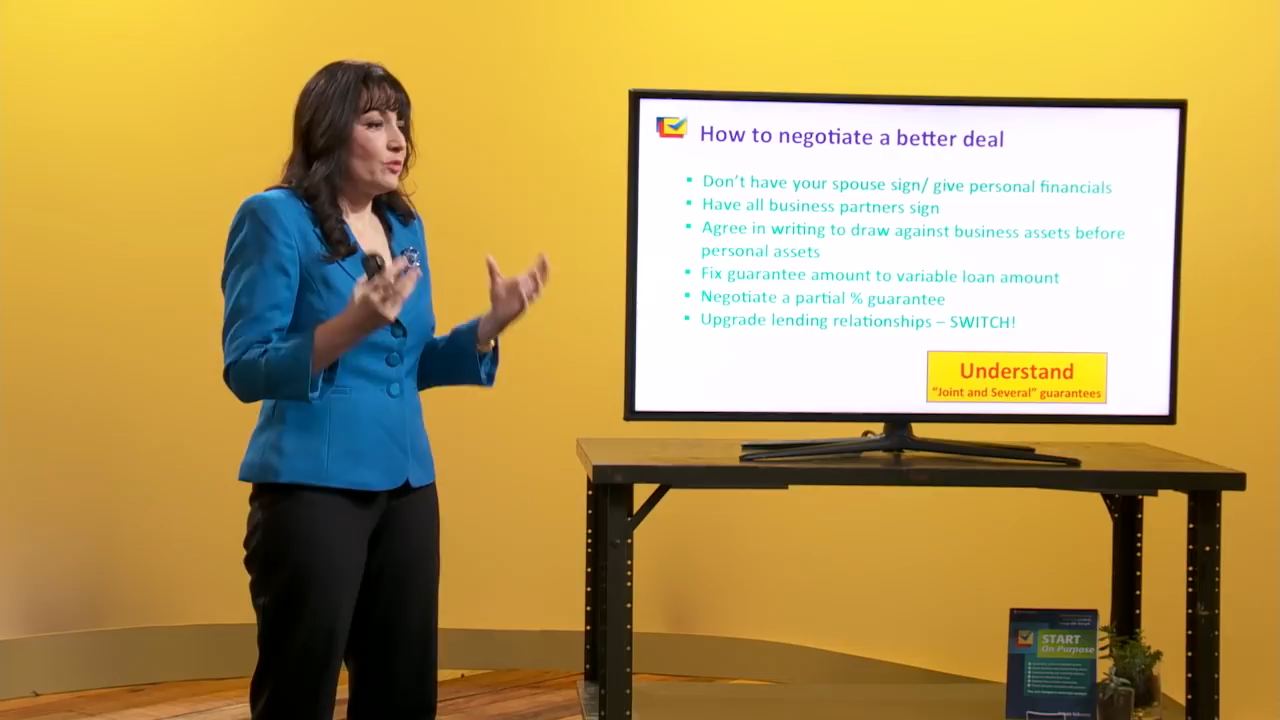 How to negotiate a better deal
▪ Don't have your spouse sign/ give personal financials
▪ Have all business partners sign
▪ Agree in writing to draw against business assets before
personal assets
▪ Fix guarantee amount to variable loan amount
▪ Negotiate a partial % guarantee
▪ Upgrade lending relationships – SWITCH!
Understand
"Joint and Several" guarantees
START
On Purpose